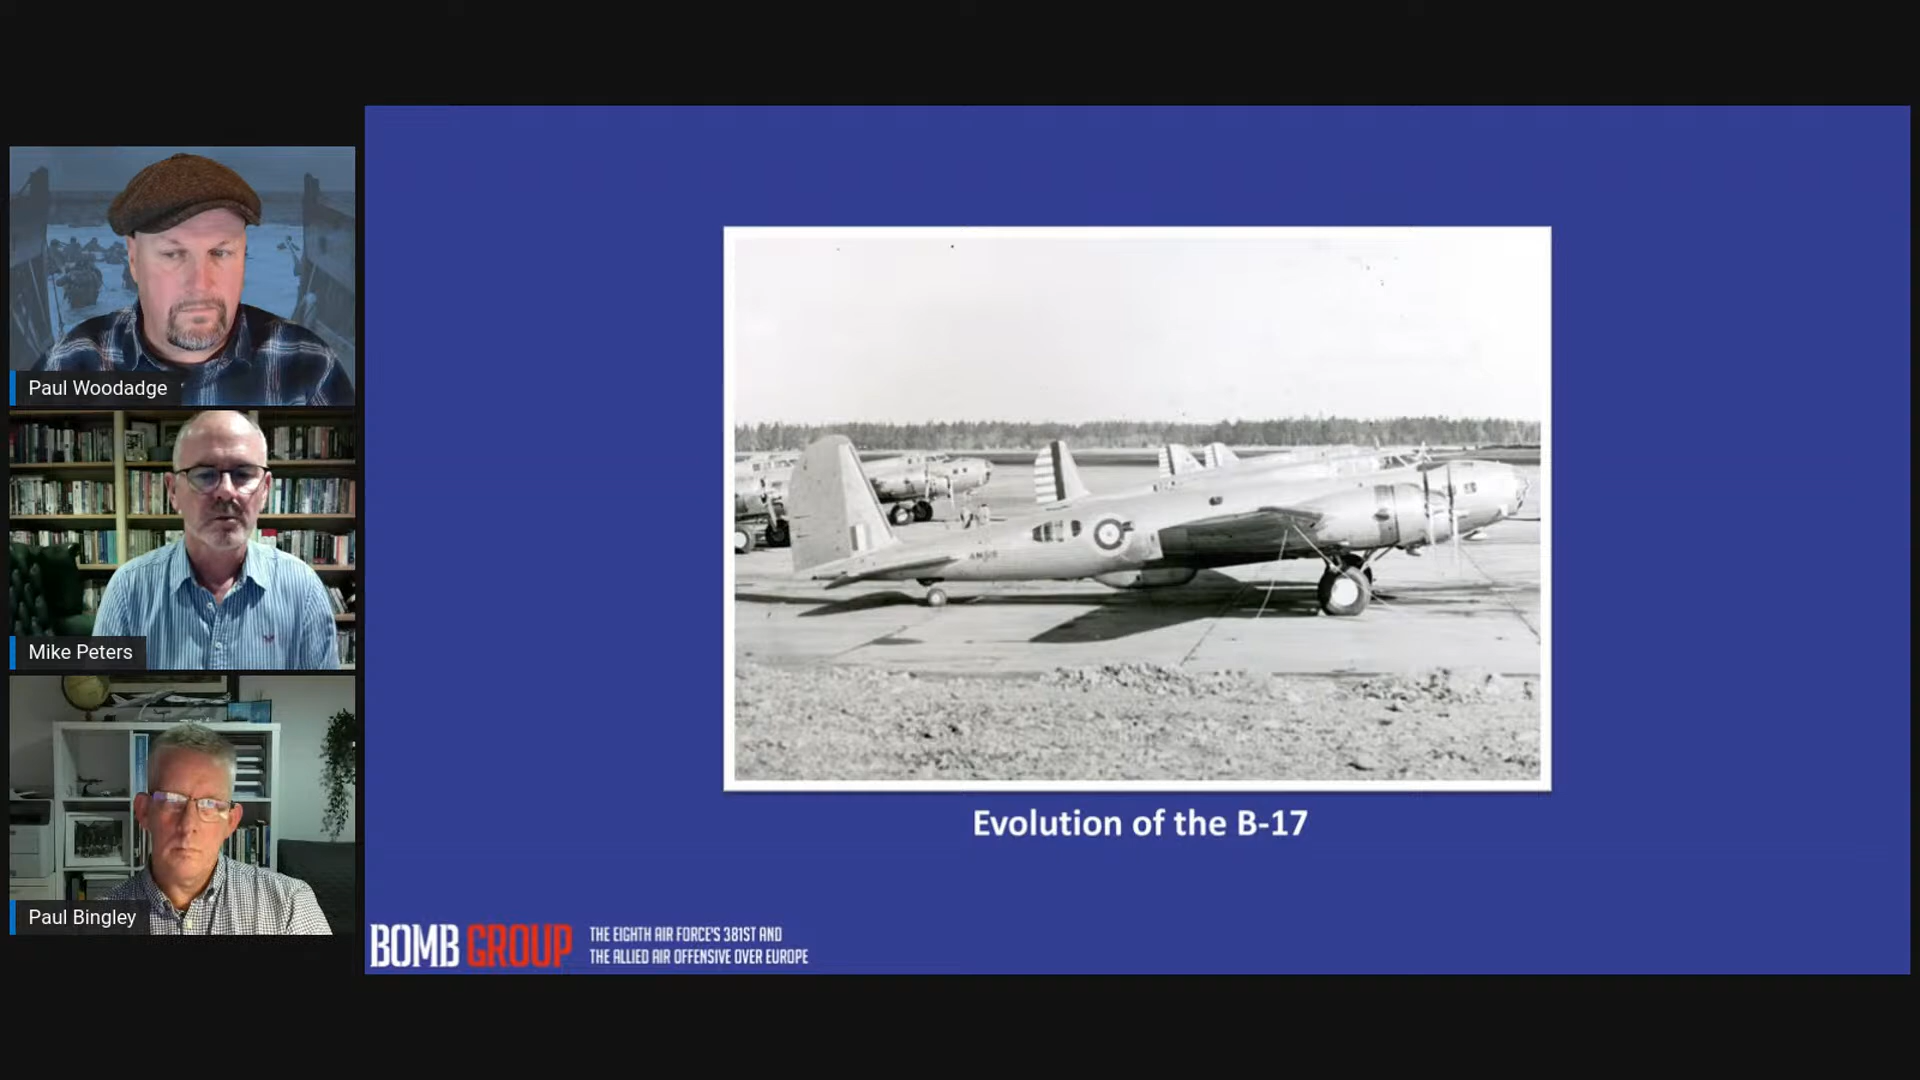 Paul Woodadge
Mike Peters
Paul Bingley
Evolution of the B-17
BOMB GROUP
THE EIGHTH AIR FORCE'S 381ST AND
THE ALLIED AIR OFFENSIVE OVER EUROPE